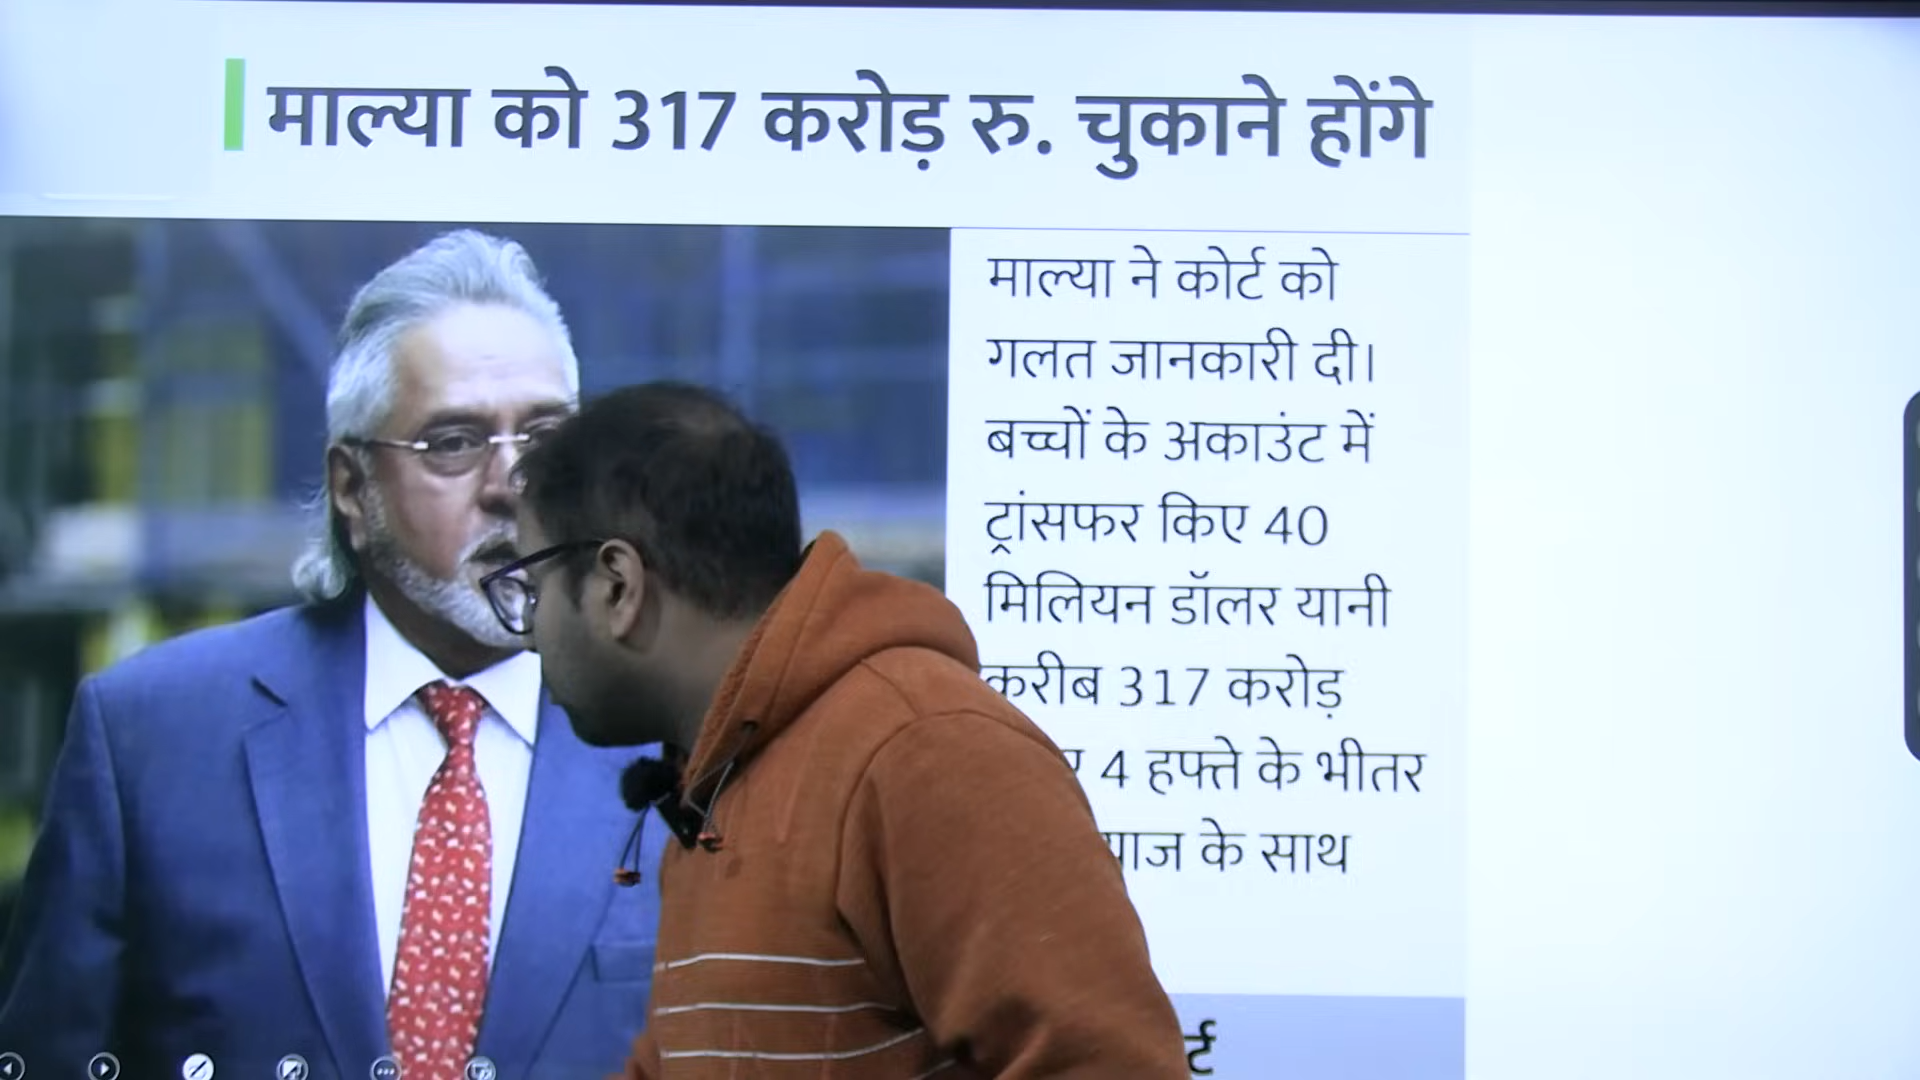 माल्या को 317 करोड़ रु. चुकाने होंगे
माल्या ने कोर्ट को
गलत जानकारी दी।
बच्चों के अकाउंट में
ट्रांसफर किए 40
मिलियन डॉलर यानी
करीब 317 करोड़
4 हफ्ते के भीतर
के साथ